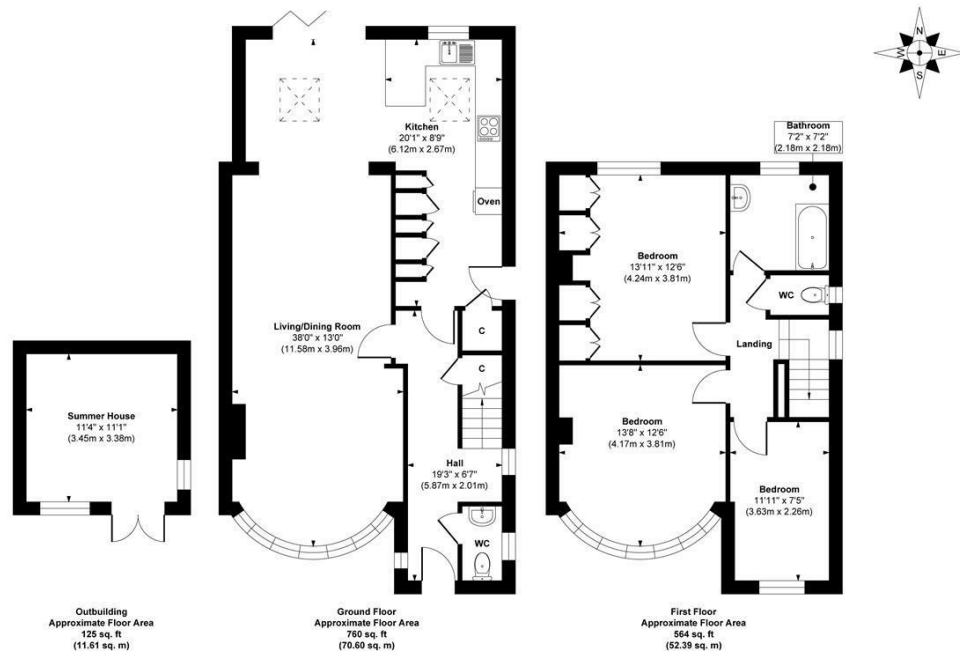 N
W
E
S
Kitchen
20'1" x 8'9"
(6.12m x 2.67m)
Oven
Living/Dining Room
38'0" x 13'0"
(11.58m x 3.96m)
C
C
Hall
19'3" x 6'7"
(5.87m x 2.01m)
WC
Summer House
11'4" x 11'1"
(3.45m x 3.38m)
Bathroom
7'2" x 7'2"
(2.18m x 2.18m)
Bedroom
13'11" x 12'6"
(4.24m x 3.81m)
WC
Landing
Bedroom
13'8" x 12'6"
(4.17m x 3.81m)
Bedroom
11'11" x 7'5"
(3.63m x 2.26m)
Outbuilding
Approximate Floor Area
125 sq. ft
(11.61 sq. m)
Ground Floor
Approximate Floor Area
760 sq. ft
(70.60 sq. m)
First Floor
Approximate Floor Area
564 sq. ft
(52.39 sq. m)